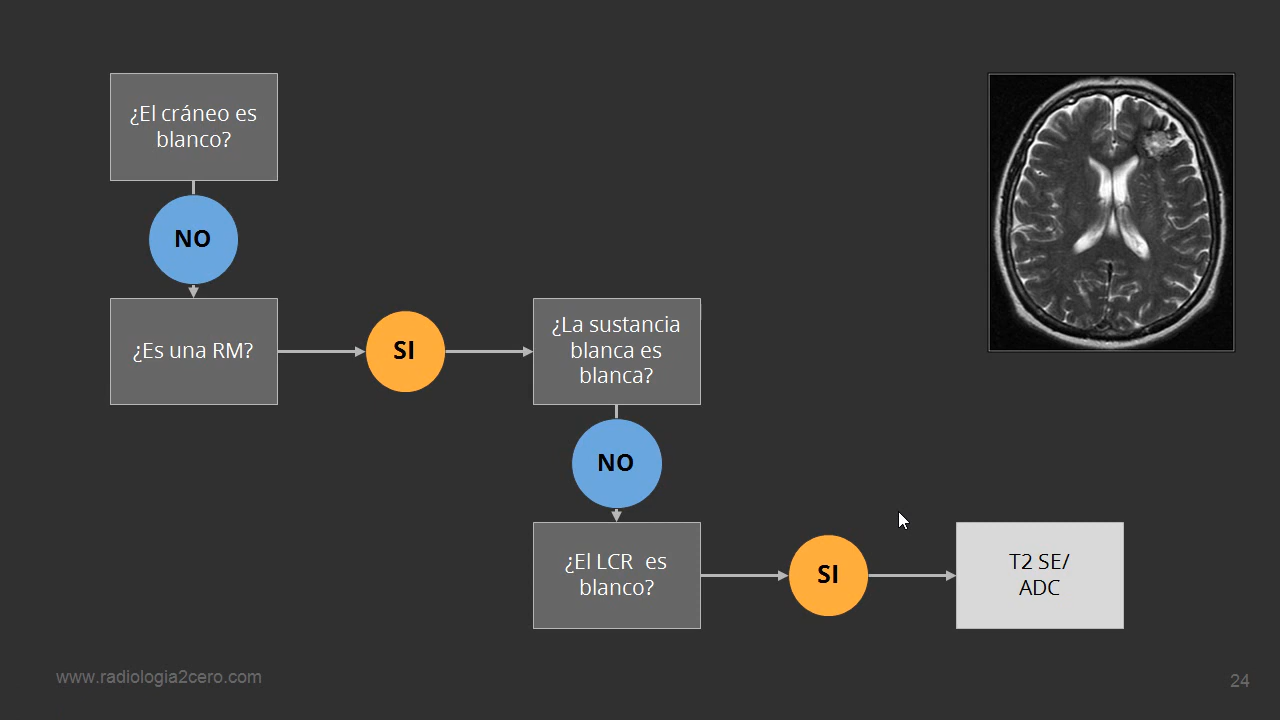 ¿El cráneo es
blanco?
NO
¿Es una RM?
SI
¿La sustancia
blanca es
blanca?
NO
¿El LCR es
blanco?
SI
T2 SE/
ADC
www.radiologia2cero.com
24